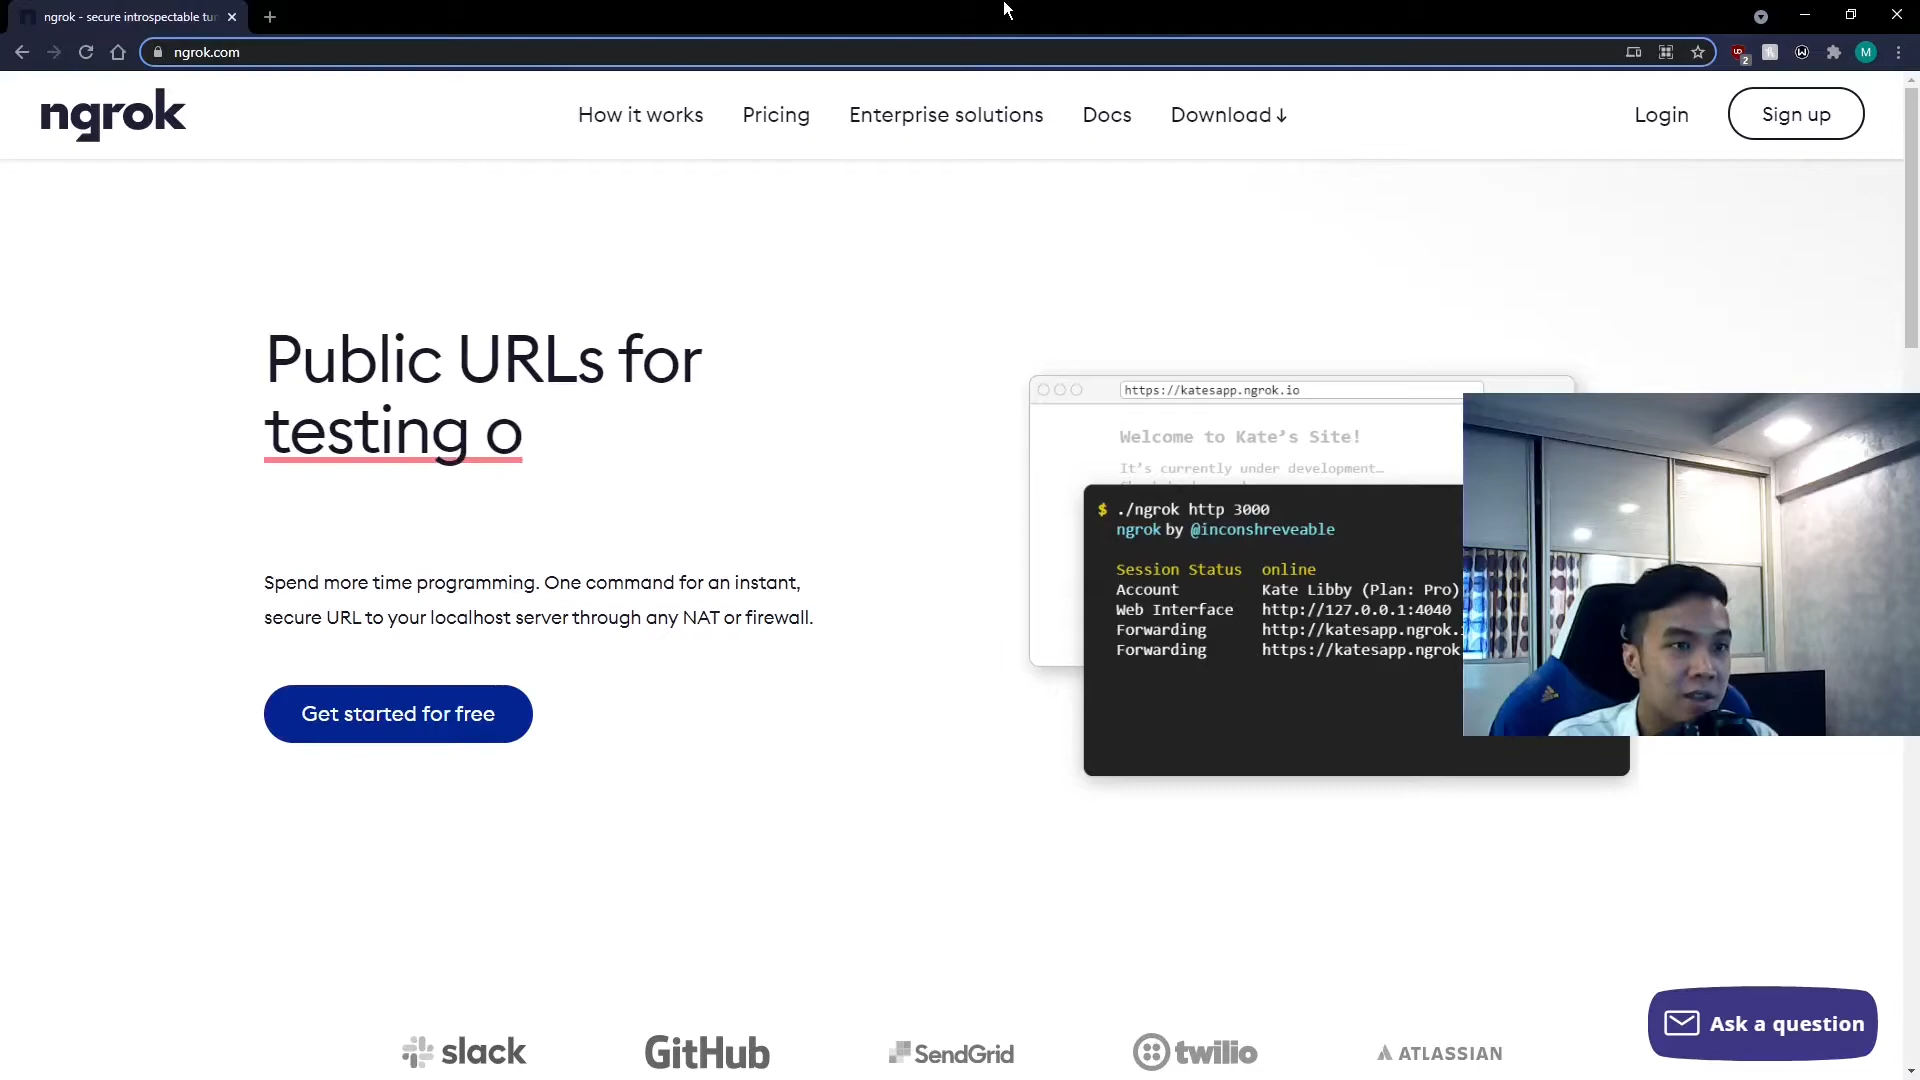 ngrok - secure introspectable tun
ngrok.com
2
M
ngrok
How it works
Pricing
Enterprise solutions
Docs
Download↓
Login
Sign up
Public URLs for
testing o
Spend more time programming. One command for an instant,
secure URL to your localhost server through any NAT or firewall.
Get started for free
https://katesapp.ngrok.io
Welcome to Kate's Site!
It's currently under development…
$ ./ngrok http 3000
ngrok by @inconshreveable
Session Status online
Account Kate Libby (Plan: Pro)
Web Interface http://127.0.0.1:4040
Forwarding http://katesapp.ngrok.
Forwarding https://katesapp.ngrok
slack
GitHub
SendGrid
twilio
ATLASSIAN
Ask a question